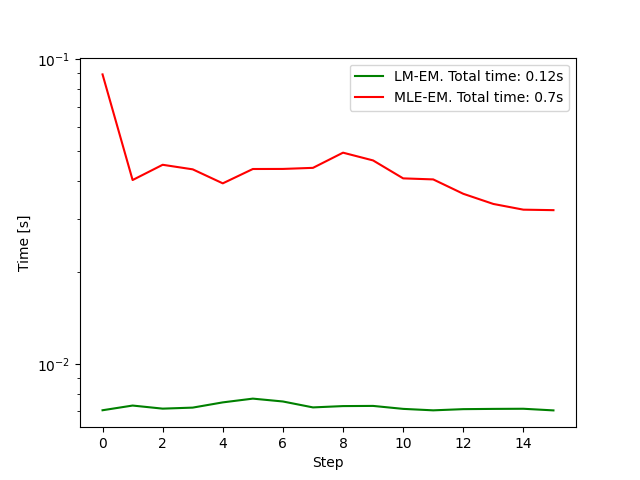 10⁻¹
LM-EM. Total time: 0.12s
MLE-EM. Total time: 0.7s
Time [s]
10⁻²
0 2 4 6 8 10 12 14
Step